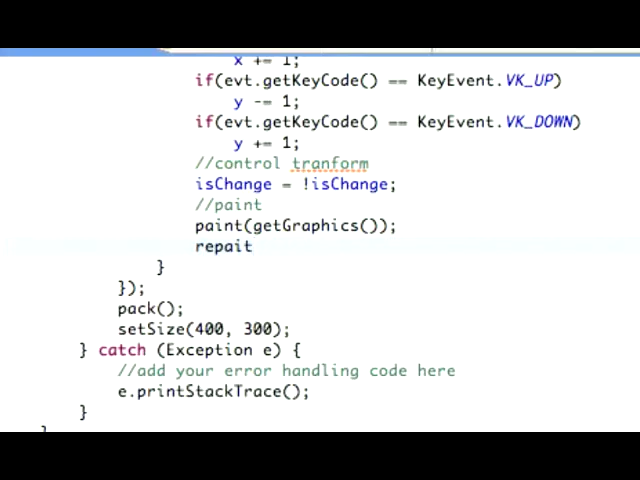 x += 1;
if(evt.getKeyCode() == KeyEvent.VK_UP)
y -= 1;
if(evt.getKeyCode() == KeyEvent.VK_DOWN)
y += 1;
//control tranform
isChange = !isChange;
//paint
paint(getGraphics());
repait
}
});
pack();
setSize(400, 300);
} catch (Exception e) {
//add your error handling code here
e.printStackTrace();
}
}